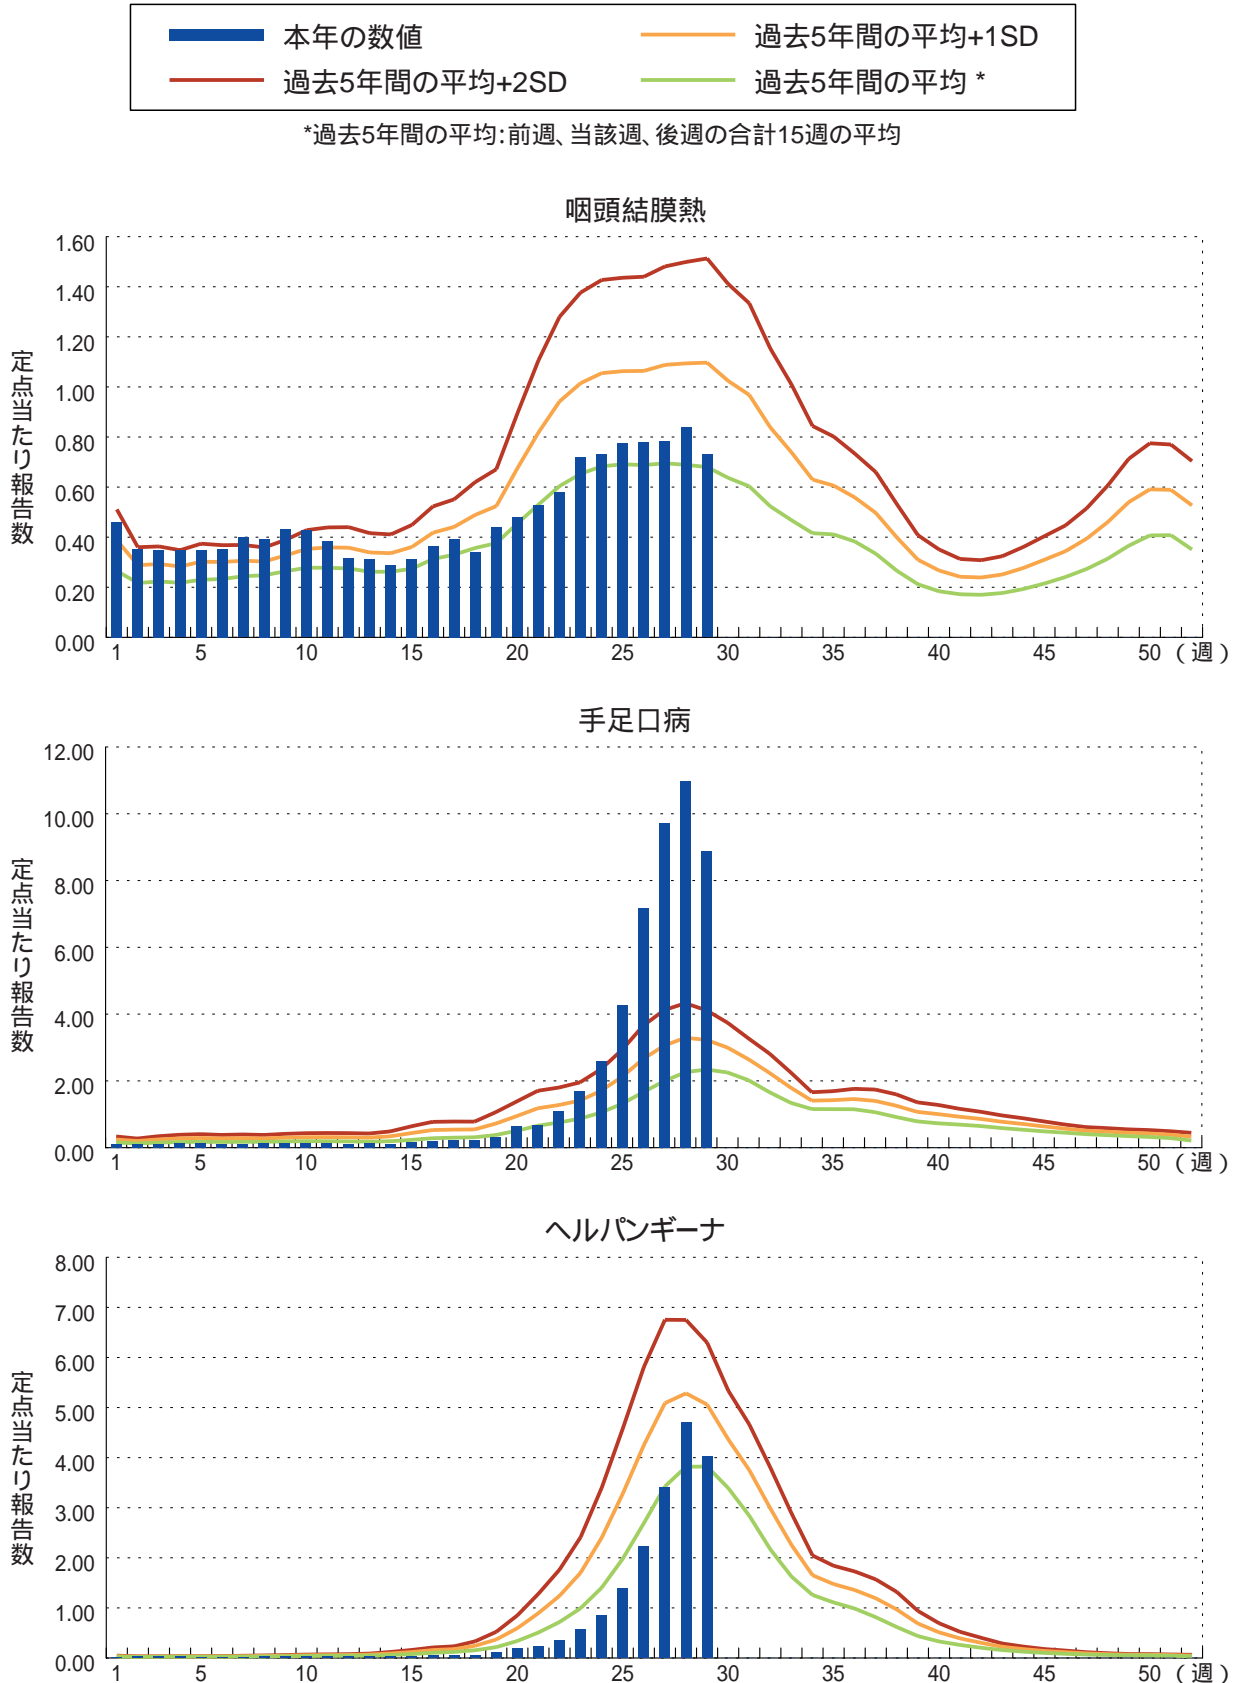 本年の数値
過去5年間の平均+1SD
過去5年間の平均+2SD
過去5年間の平均 *
*過去5年間の平均:前週、当該週、後週の合計15週の平均
咽頭結膜熱
定点当たり報告数
1.60
1.40
1.20
1.00
0.80
0.60
0.40
0.20
0.00
1 5 10 15 20 25 30 35 40 45 50 (週)
手足口病
定点当たり報告数
12.00
10.00
8.00
6.00
4.00
2.00
0.00
1 5 10 15 20 25 30 35 40 45 50 (週)
ヘルパンギーナ
定点当たり報告数
8.00
7.00
6.00
5.00
4.00
3.00
2.00
1.00
0.00
1 5 10 15 20 25 30 35 40 45 50 (週)